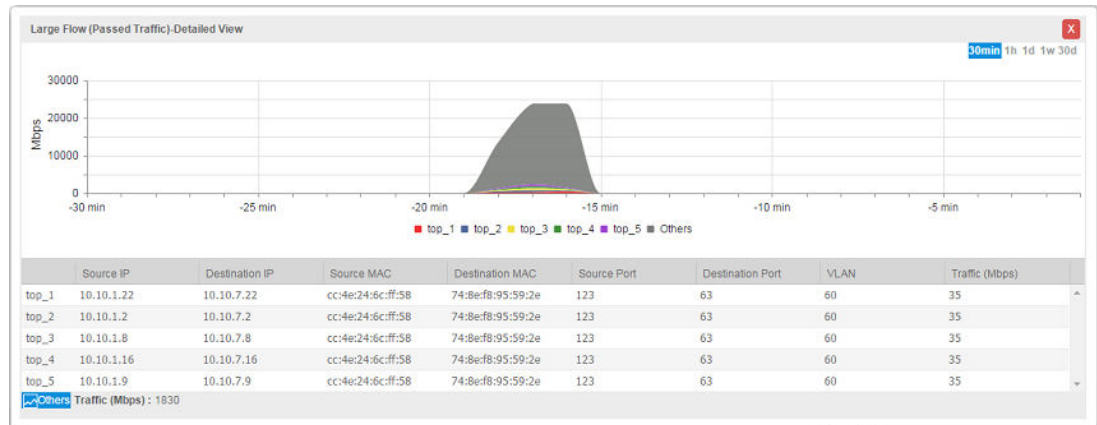 Large Flow (Passed Traffic)-Detailed View X
30min 1h 1d 1w 30d
Mbps
30000
20000
10000
0
-30 min -25 min -20 min -15 min -10 min -5 min
top_1 top_2 top_3 top_4 top_5 Others
Source IP Destination IP Source MAC Destination MAC Source Port Destination Port VLAN Traffic (Mbps)
top_1 10.10.1.22 10.10.7.22 cc:4e:24:6c:ff:58 74:8e:f8:95:59:2e 123 63 60 35
top_2 10.10.1.2 10.10.7.2 cc:4e:24:6c:ff:58 74:8e:f8:95:59:2e 123 63 60 35
top_3 10.10.1.8 10.10.7.8 cc:4e:24:6c:ff:58 74:8e:f8:95:59:2e 123 63 60 35
top_4 10.10.1.16 10.10.7.16 cc:4e:24:6c:ff:58 74:8e:f8:95:59:2e 123 63 60 35
top_5 10.10.1.9 10.10.7.9 cc:4e:24:6c:ff:58 74:8e:f8:95:59:2e 123 63 60 35
Others Traffic (Mbps) : 1830